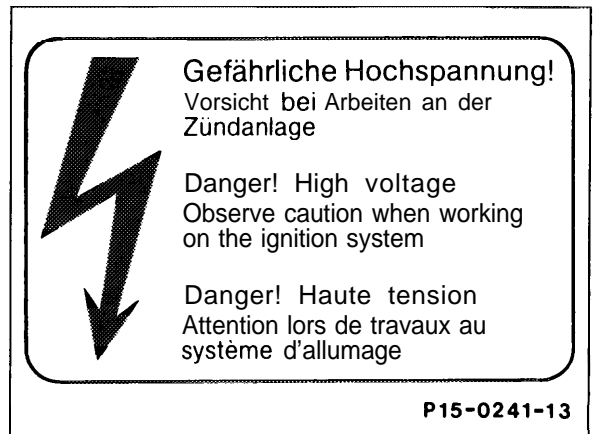 Gefährliche Hochspannung!
Vorsicht bei Arbeiten an der
Zündanlage
Danger! High voltage
Observe caution when working
on the ignition system
Danger! Haute tension
Attention lors de travaux au
système d'allumage
P15-0241-13